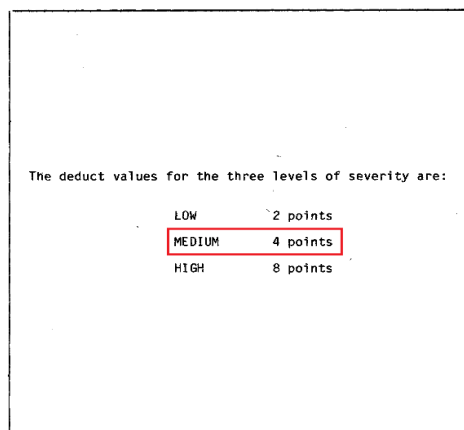 The deduct values for the three levels of severity are:
LOW 2 points
MEDIUM 4 points
HIGH 8 points